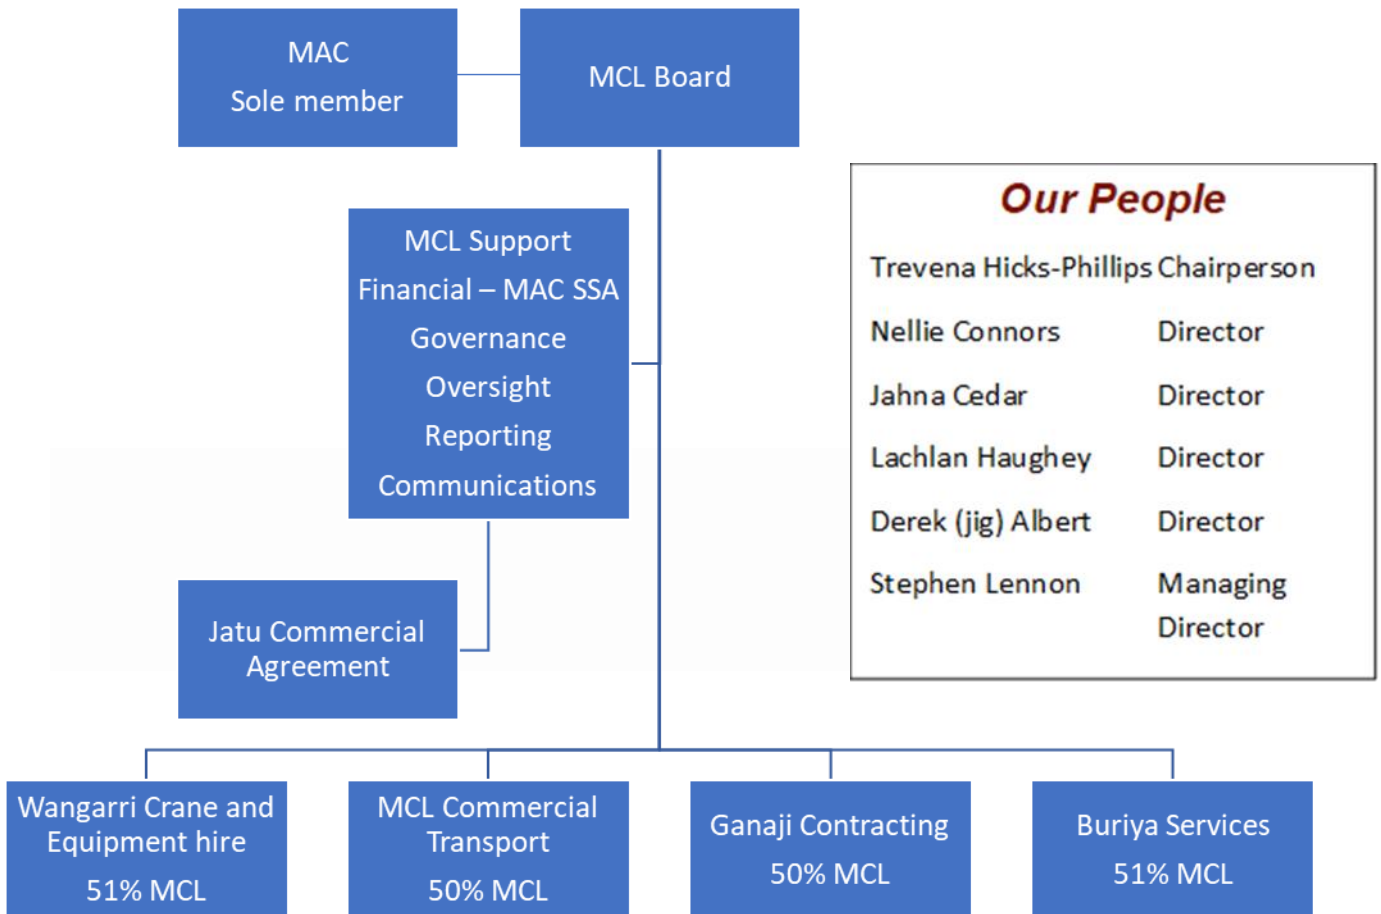 MAC
Sole member
MCL Board
MCL Support
Financial – MAC SSA
Governance
Oversight
Reporting
Communications
Jatu Commercial
Agreement
Wangarri Crane and
Equipment hire
51% MCL
MCL Commercial
Transport
50% MCL
Ganaji Contracting
50% MCL
Buriya Services
51% MCL
Our People
Trevena Hicks-Phillips Chairperson
Nellie Connors Director
Jahna Cedar Director
Lachlan Haughey Director
Derek (jig) Albert Director
Stephen Lennon Managing
Director